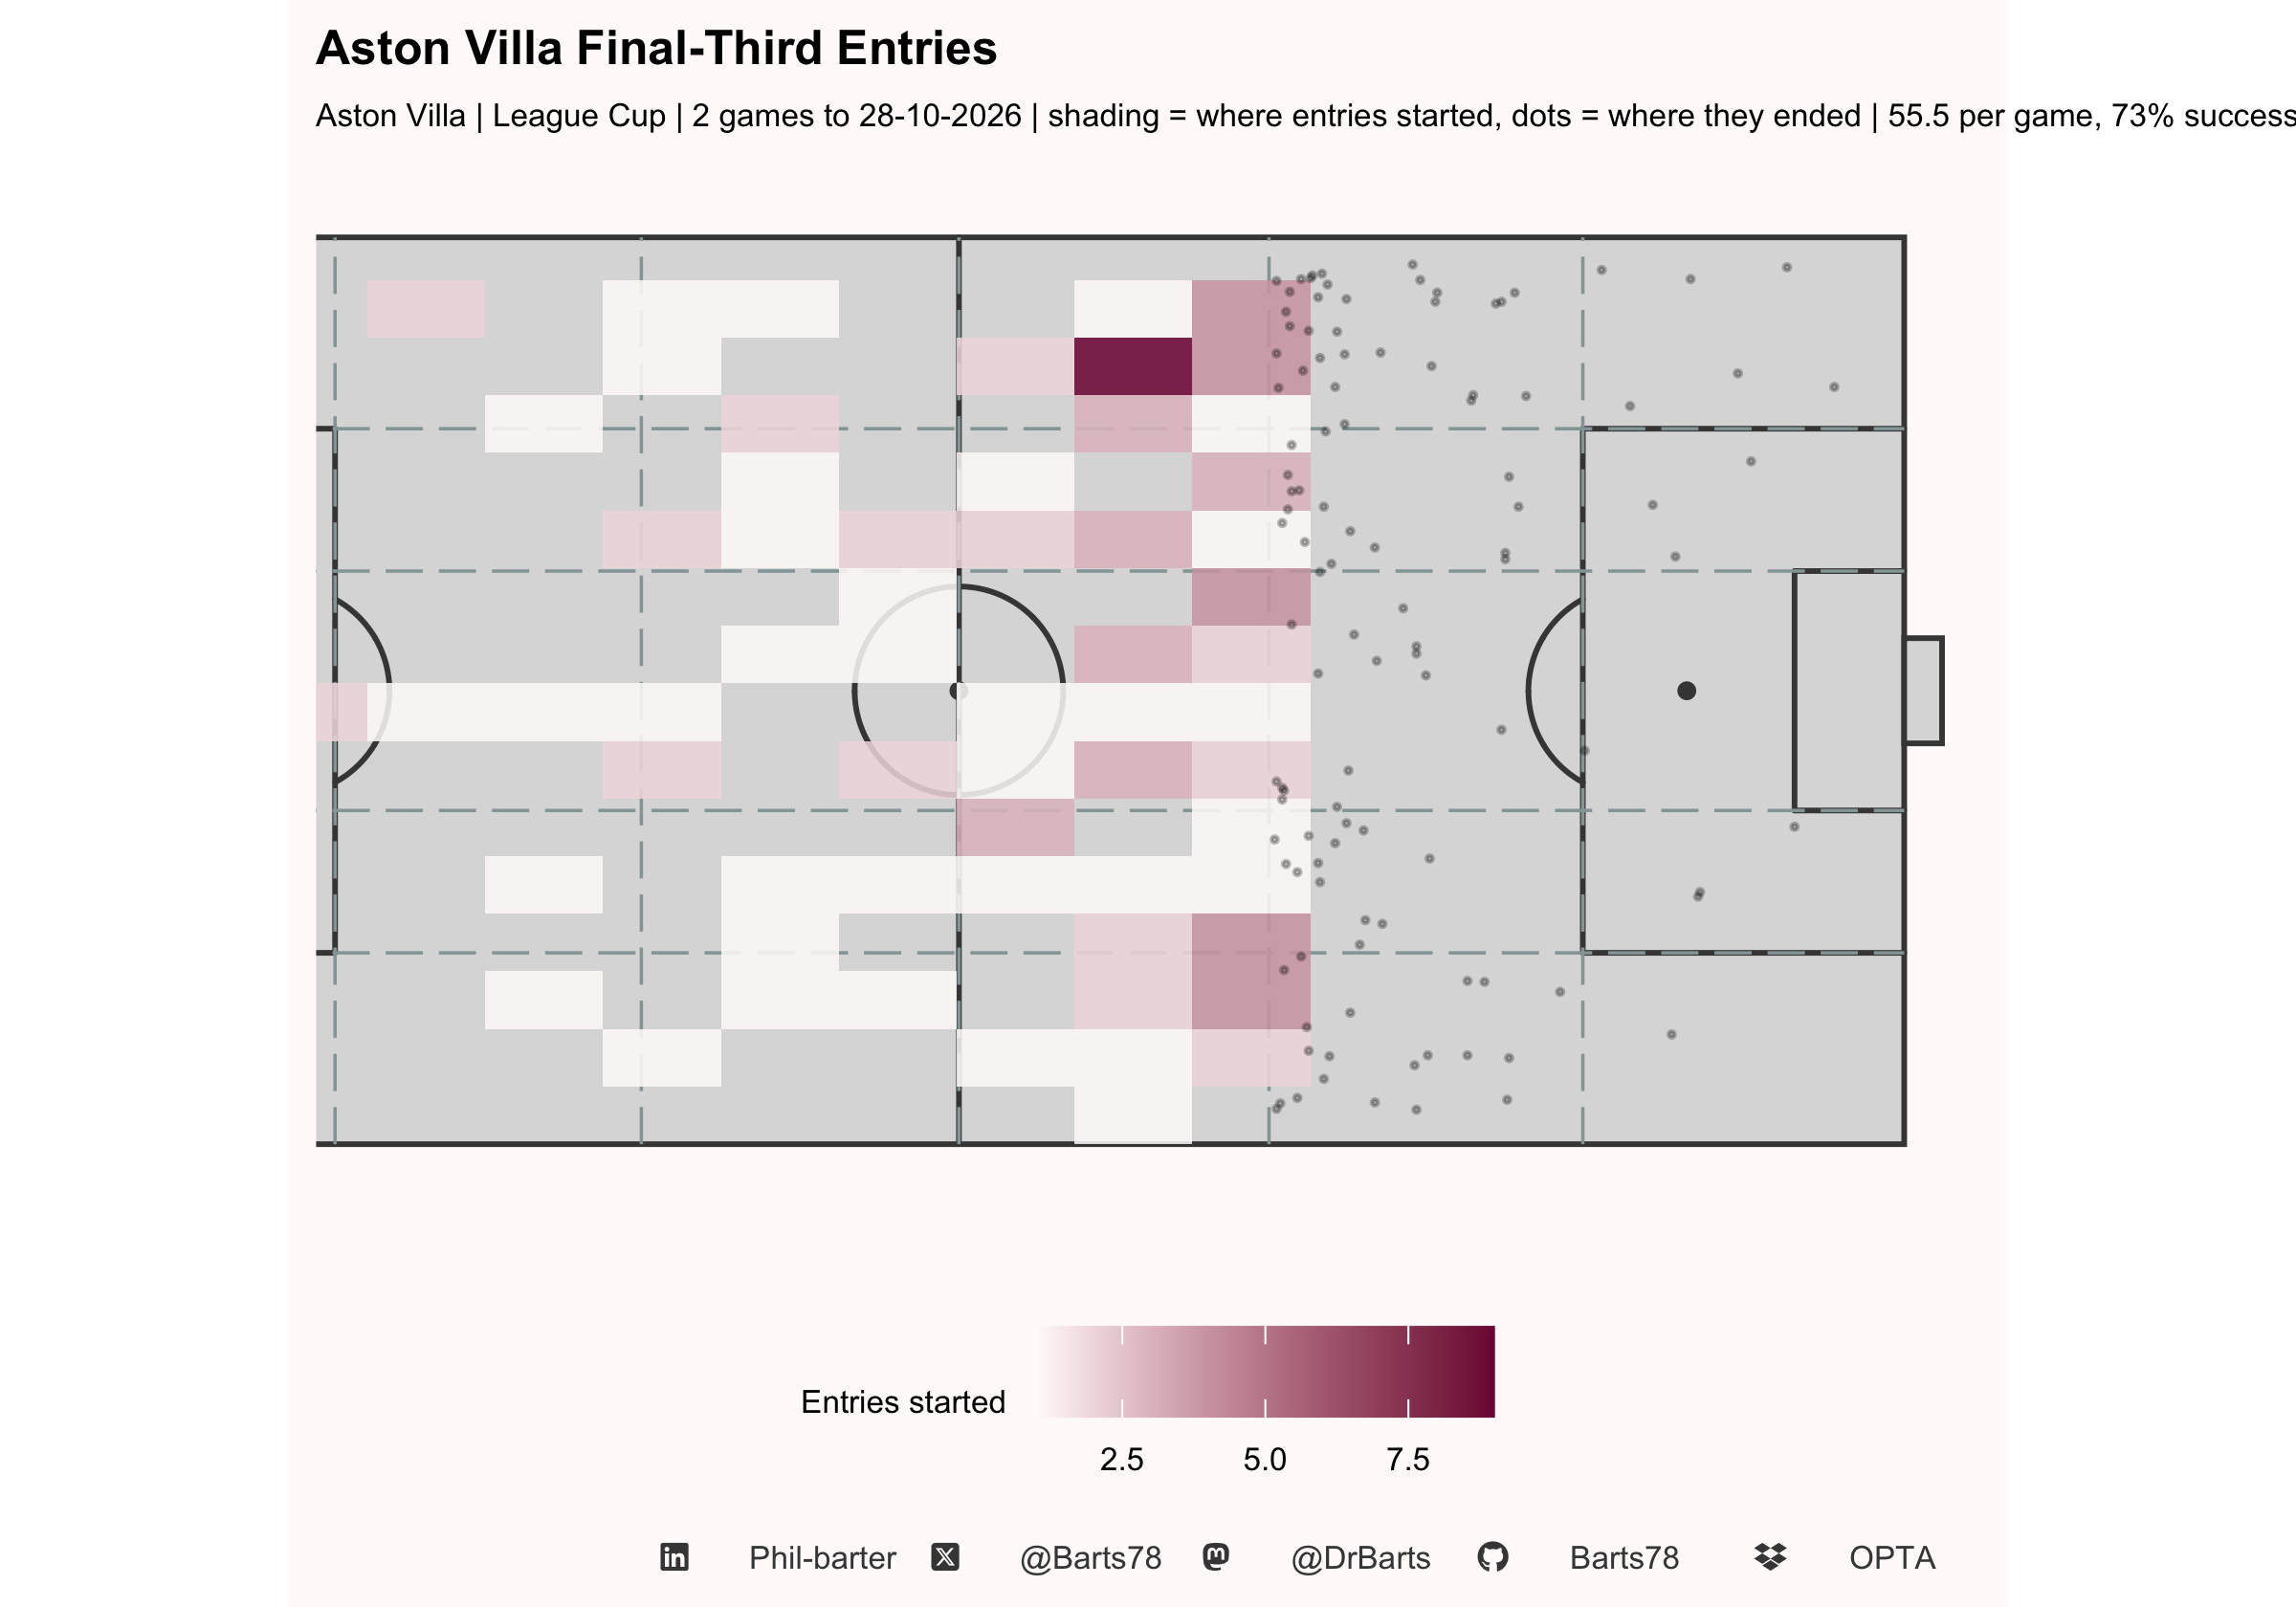 Aston Villa Final-Third Entries
Aston Villa | League Cup | 2 games to 28-10-2026 | shading = where entries started, dots = where they ended | 55.5 per game, 73% success
Entries started
2.5 5.0 7.5
Phil-barter @Barts78 @DrBarts Barts78 OPTA